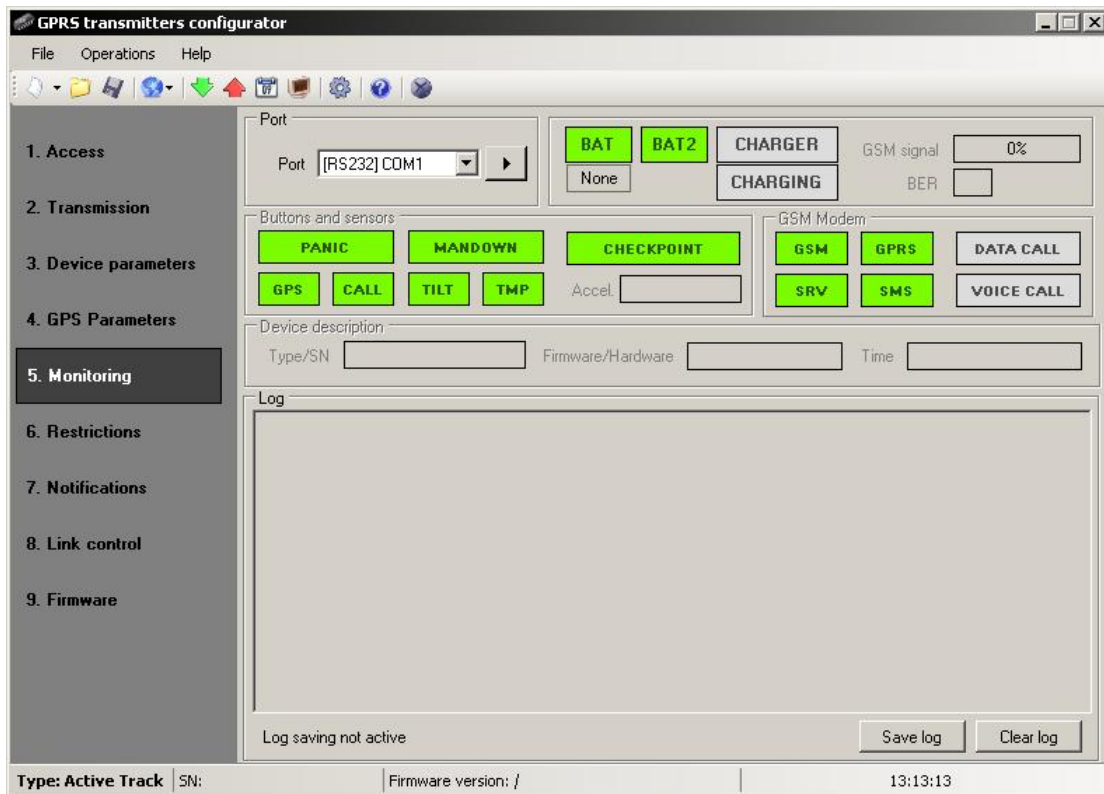 GPRS transmitters configurator
File Operations Help
1. Access
2. Transmission
3. Device parameters
4. GPS Parameters
5. Monitoring
6. Restrictions
7. Notifications
8. Link control
9. Firmware
Port
Port [RS232] COM1
BAT BAT2 CHARGER GSM signal 0%
None CHARGING BER
Buttons and sensors
PANIC MANDOWN CHECKPOINT
GPS CALL TILT TMP Accel.
GSM Modem
GSM GPRS DATA CALL
SRV SMS VOICE CALL
Device description
Type/SN Firmware/Hardware Time
Log
Log saving not active Save log Clear log
Type: Active Track SN: Firmware version: / 13:13:13